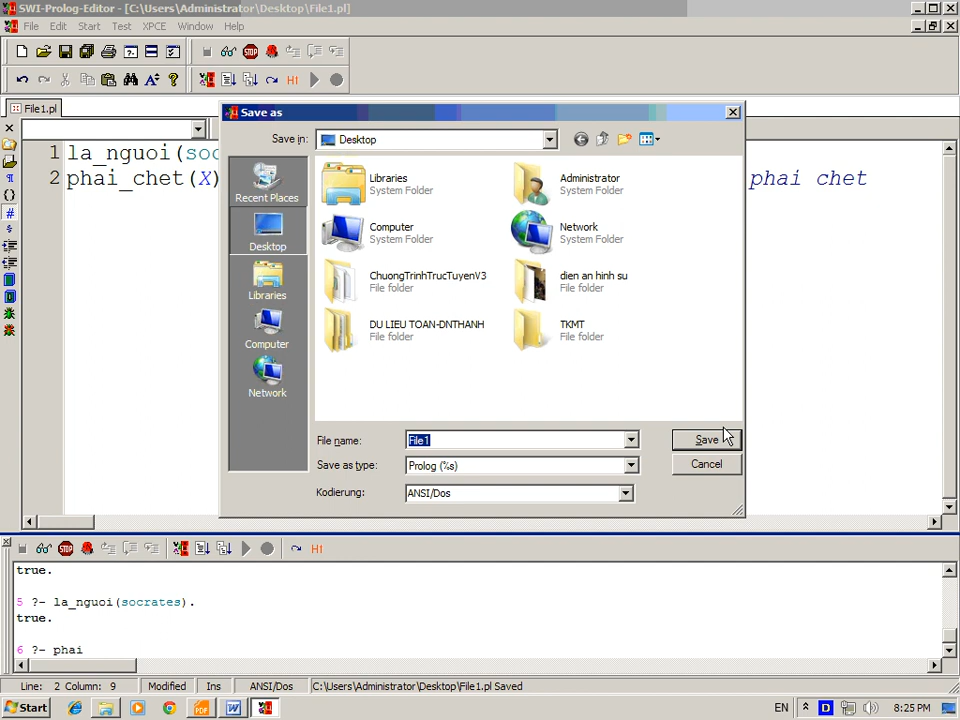 SWI-Prolog-Editor - [C:\Users\Administrator\Desktop\File1.pl]
File Edit Start Test XPCE Window Help
File1.pl
1 la_nguoi(soc
2 phai_chet(X) phai chet
Save as
Save in: Desktop
Recent Places
Desktop
Libraries
Computer
Network
Libraries
System Folder
Administrator
System Folder
Computer
System Folder
Network
System Folder
ChuongTrinhTrucTuyenV3
File folder
dien an hinh su
File folder
DU LIEU TOAN-DNTHANH
File folder
TKMT
File folder
File name: File1 Save
Save as type: Prolog (%s) Cancel
Kodierung: ANSI/Dos
true.
5 ?- la_nguoi(socrates).
true.
6 ?- phai
Line: 2 Column: 9 Modified Ins ANSI/Dos C:\Users\Administrator\Desktop\File1.pl Saved
Start EN 8:25 PM